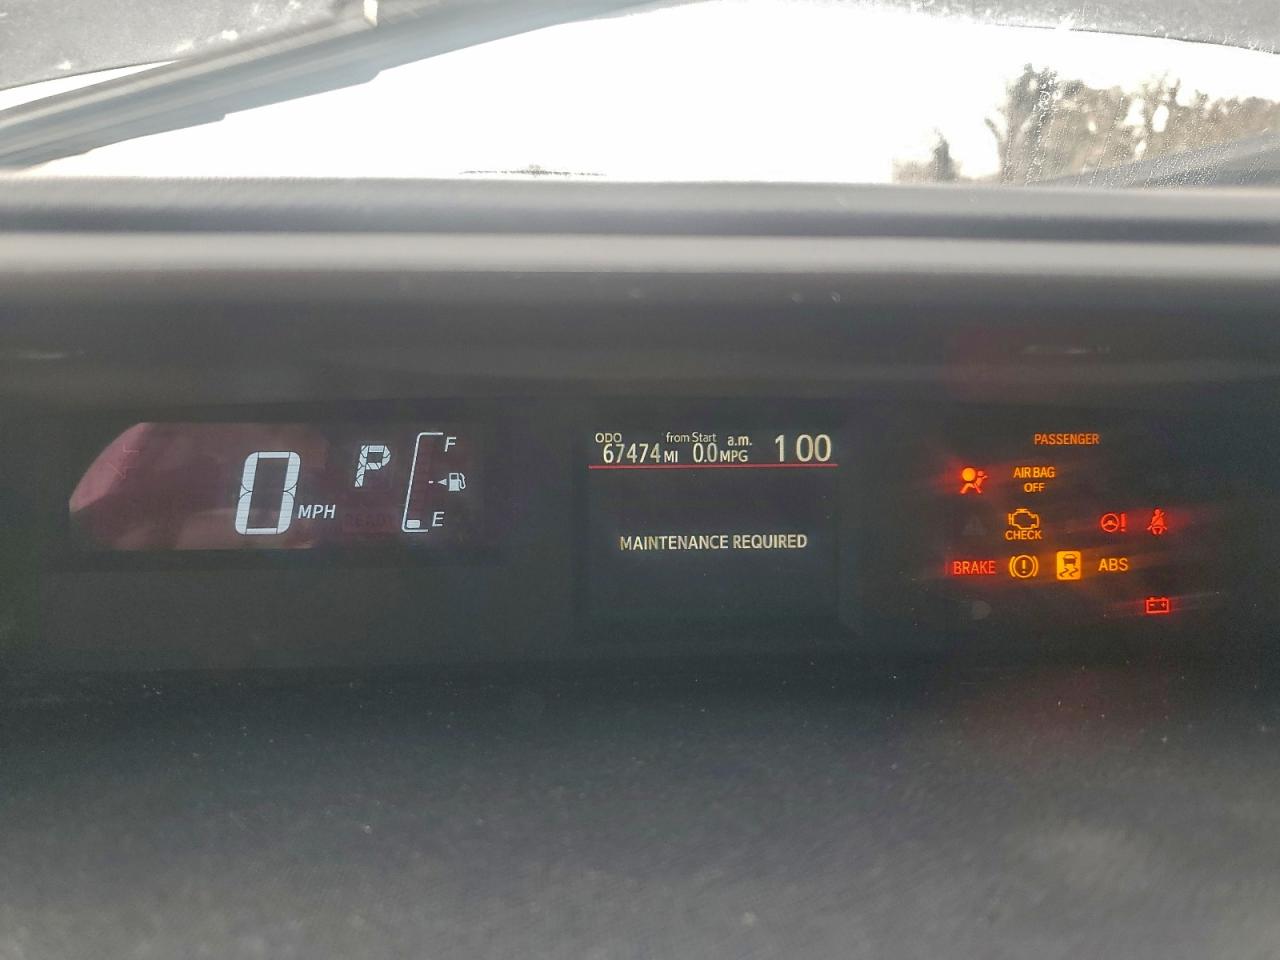 0 MPH
P
F
E
ODO 67474 MI
from Start 0.0 MPG
a.m. 1 00
MAINTENANCE REQUIRED
PASSENGER
AIR BAG
OFF
CHECK
BRAKE
ABS